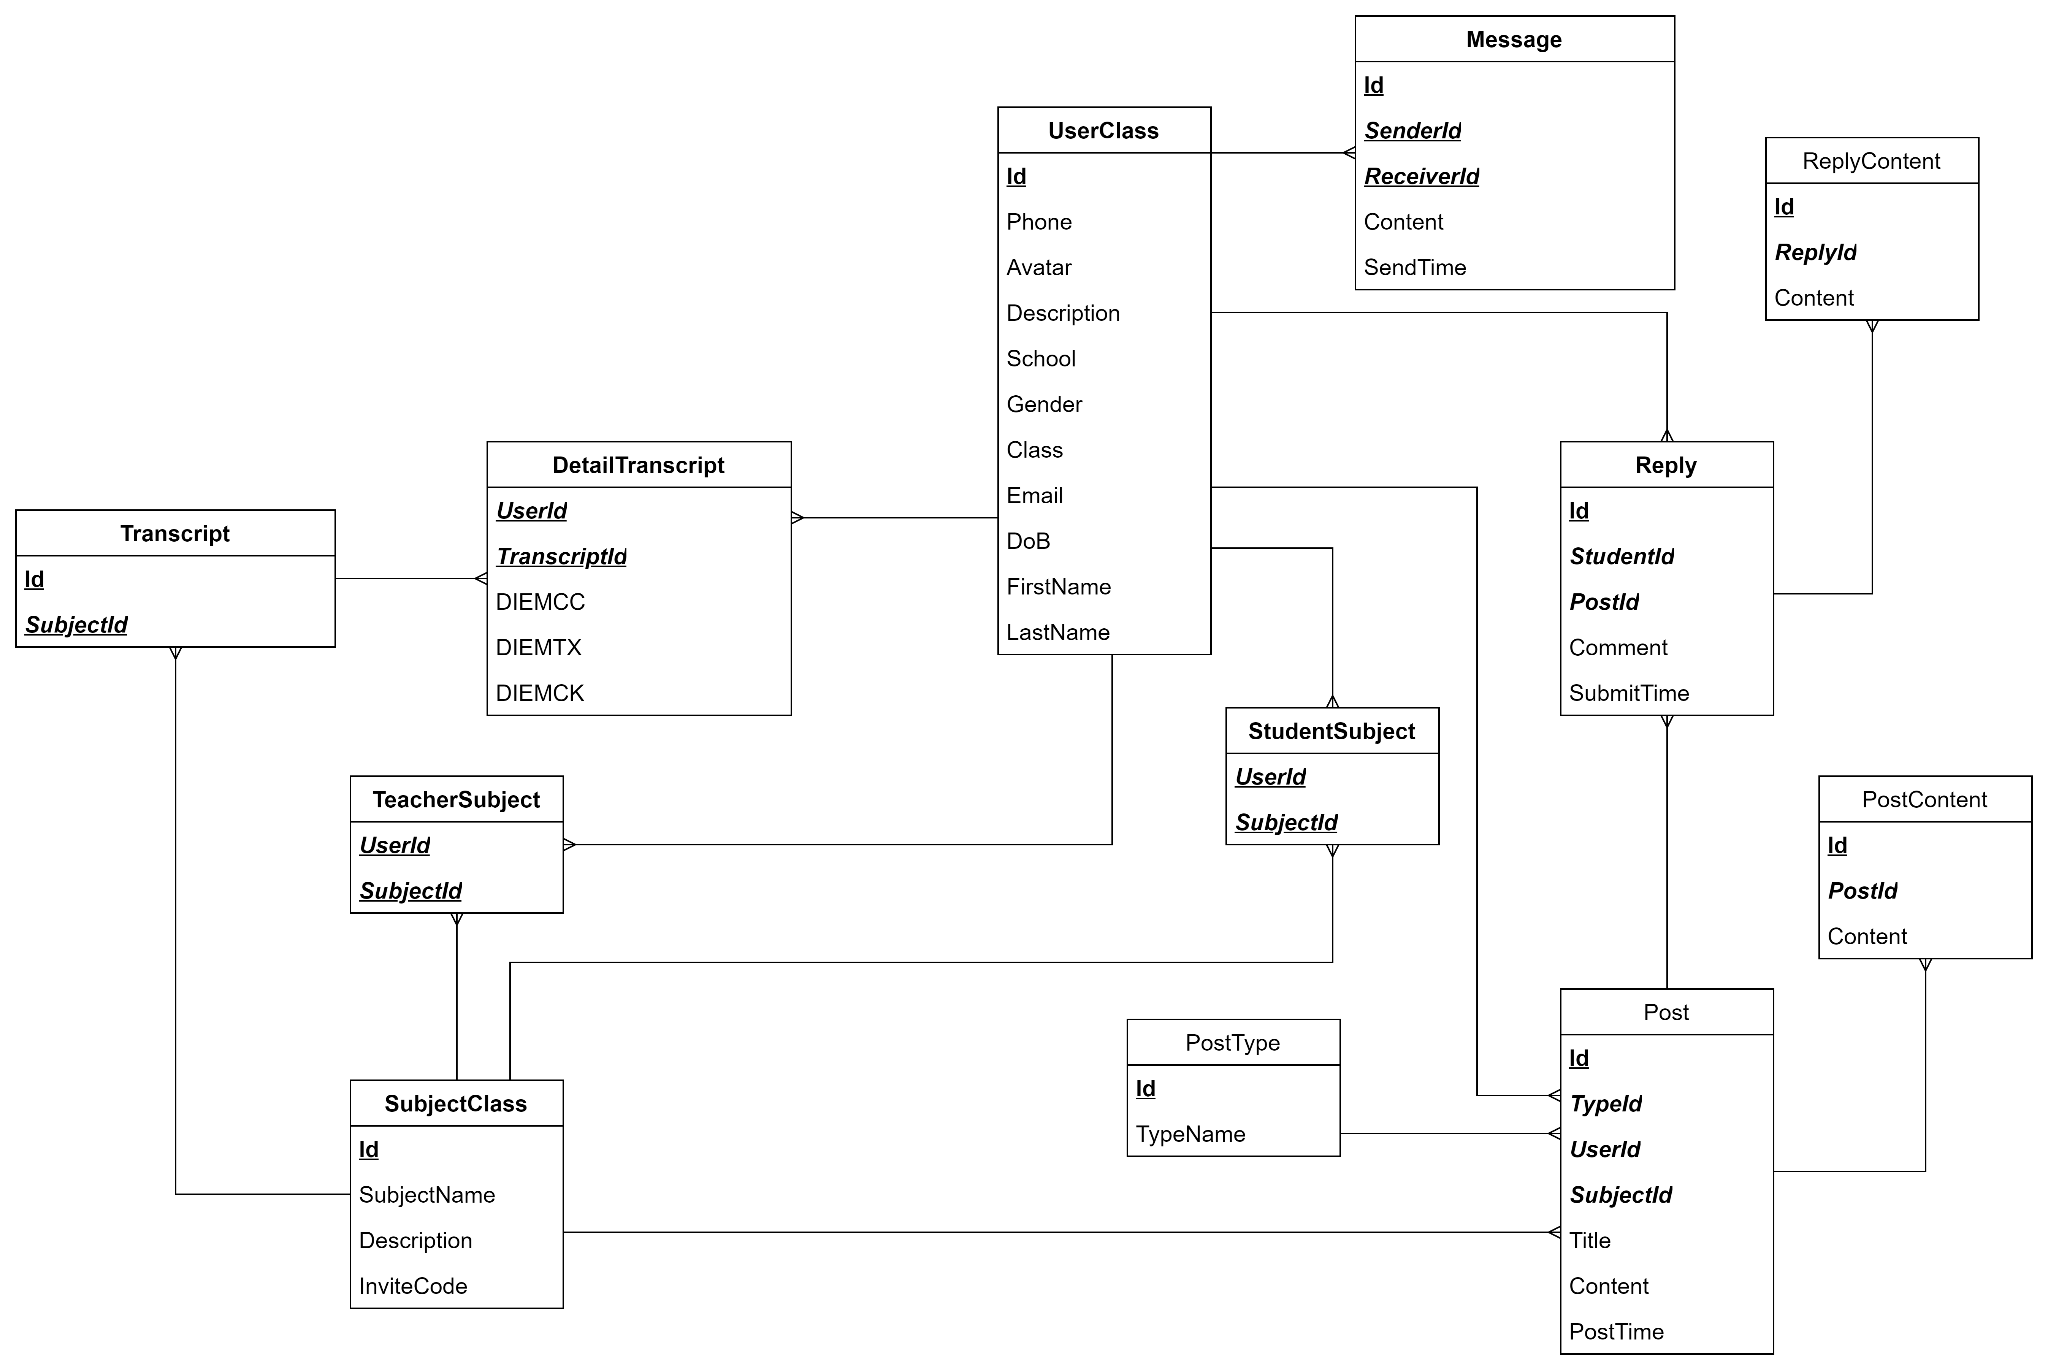 Message
Id
SenderId
ReceiverId
Content
SendTime
UserClass
Id
Phone
Avatar
Description
School
Gender
Class
Email
DoB
FirstName
LastName
ReplyContent
Id
ReplyId
Content
DetailTranscript
UserId
TranscriptId
DIEMCC
DIEMTX
DIEMCK
Reply
Id
StudentId
PostId
Comment
SubmitTime
Transcript
Id
SubjectId
StudentSubject
UserId
SubjectId
TeacherSubject
UserId
SubjectId
PostContent
Id
PostId
Content
Post
Id
TypeId
UserId
SubjectId
Title
Content
PostTime
PostType
Id
TypeName
SubjectClass
Id
SubjectName
Description
InviteCode